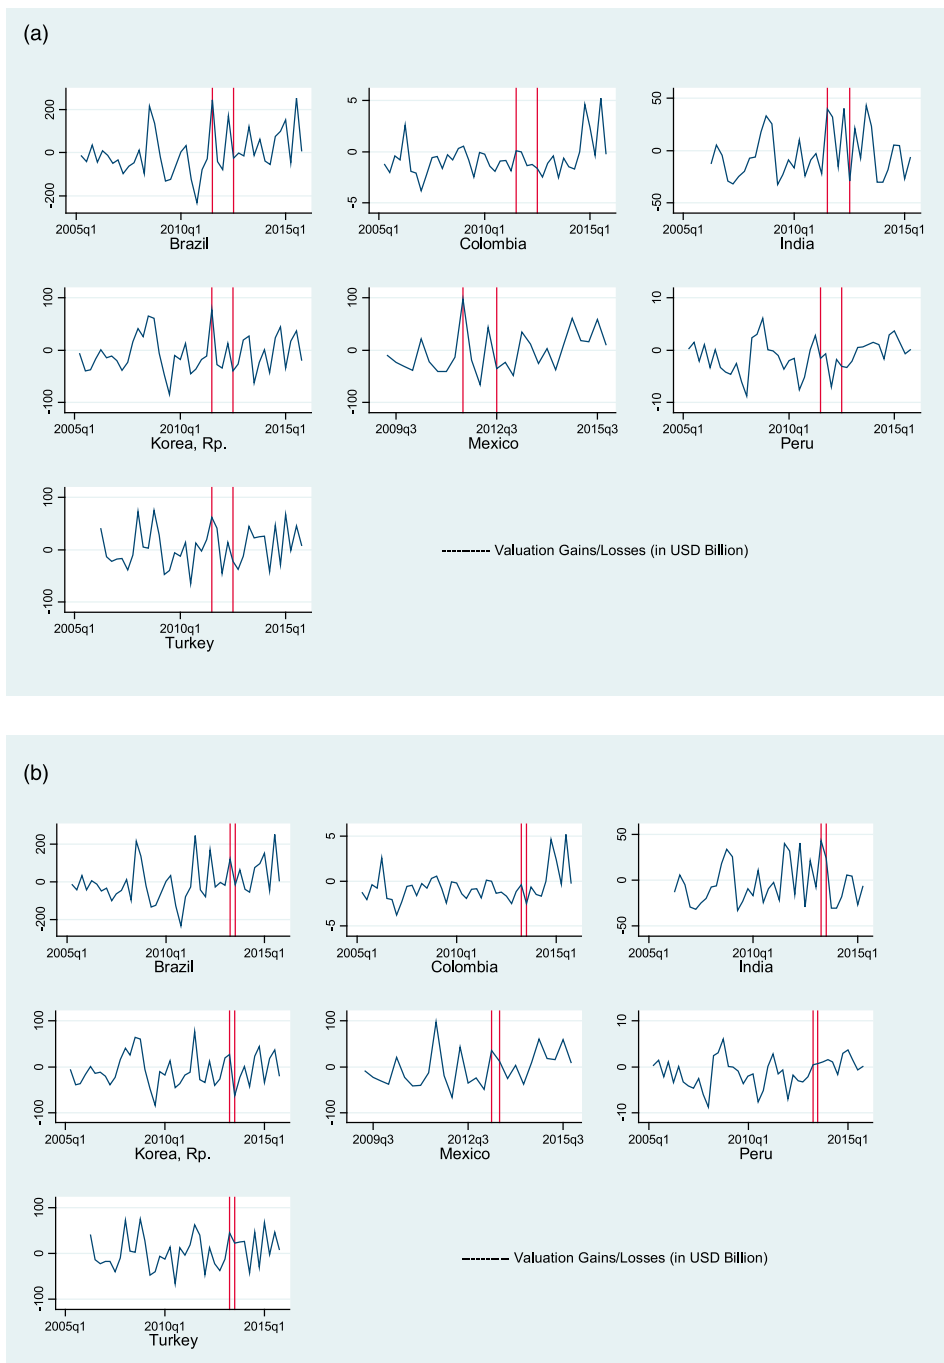 (a)
200
0
-200
2005q1 2010q1 2015q1
Brazil
5
0
-5
2005q1 2010q1 2015q1
Colombia
50
0
-50
2005q1 2010q1 2015q1
India
100
0
-100
2005q1 2010q1 2015q1
Korea, Rp.
100
0
-100
2009q3 2012q3 2015q3
Mexico
10
0
-10
2005q1 2010q1 2015q1
Peru
100
0
-100
2005q1 2010q1 2015q1
Turkey
Valuation Gains/Losses (in USD Billion)
(b)
200
0
-200
2005q1 2010q1 2015q1
Brazil
5
0
-5
2005q1 2010q1 2015q1
Colombia
50
0
-50
2005q1 2010q1 2015q1
India
100
0
-100
2005q1 2010q1 2015q1
Korea, Rp.
100
0
-100
2009q3 2012q3 2015q3
Mexico
10
0
-10
2005q1 2010q1 2015q1
Peru
100
0
-100
2005q1 2010q1 2015q1
Turkey
Valuation Gains/Losses (in USD Billion)